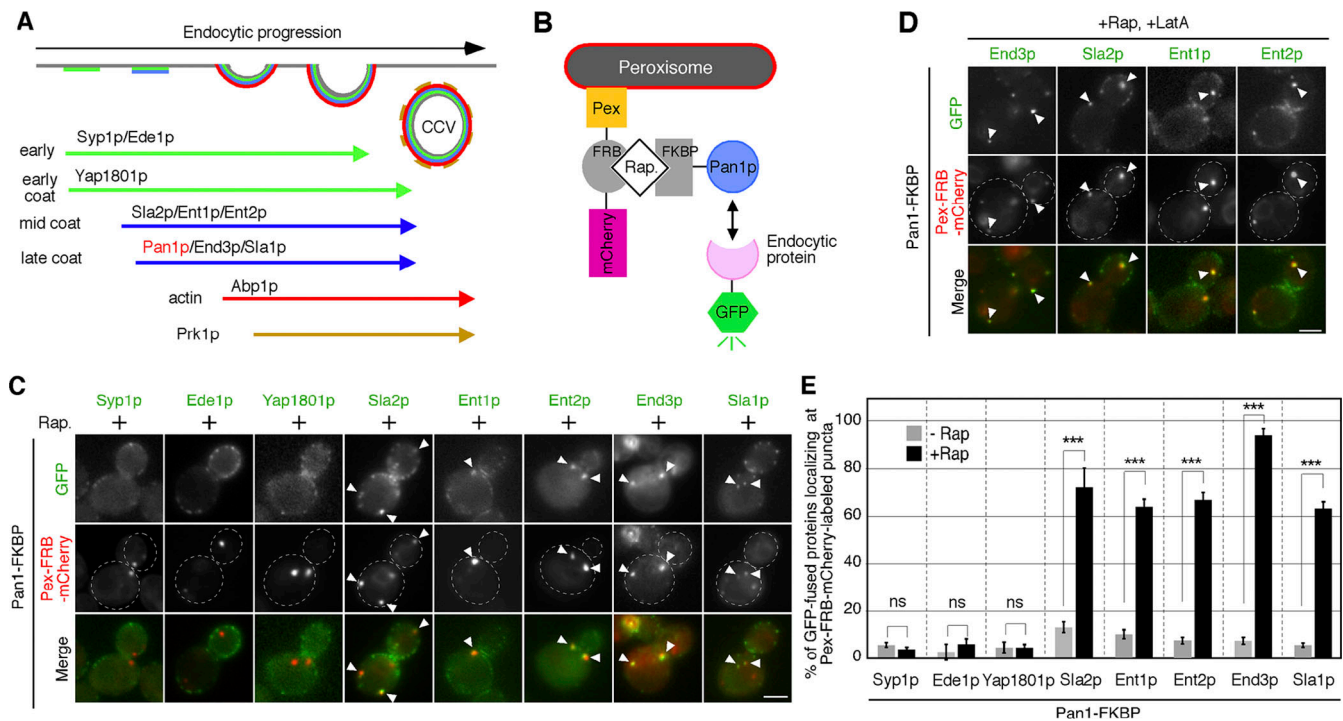 A
Endocytic progression
CCV
Syp1p/Ede1p
early
Yap1801p
early
coat
Sla2p/Ent1p/Ent2p
mid coat
Pan1p/End3p/Sla1p
late coat
Abp1p
actin
Prk1p
B
Peroxisome
Pex
FRB
Rap.
FKBP
Pan1p
mCherry
Endocytic
protein
GFP
C
Syp1p Ede1p Yap1801p Sla2p Ent1p Ent2p End3p Sla1p
Rap. + + + + + + + +
Pan1-FKBP
GFP
Pex-FRB
-mCherry
Merge
D
+Rap, +LatA
End3p Sla2p Ent1p Ent2p
Pan1-FKBP
GFP
Pex-FRB
-mCherry
Merge
E
% of GFP-fused proteins localizing at
Pex-FRB-mCherry-labeled puncta
100
80
60
40
20
0
- Rap
+Rap
ns ns ns *** *** *** *** ***
Syp1p Ede1p Yap1801p Sla2p Ent1p Ent2p End3p Sla1p
Pan1-FKBP